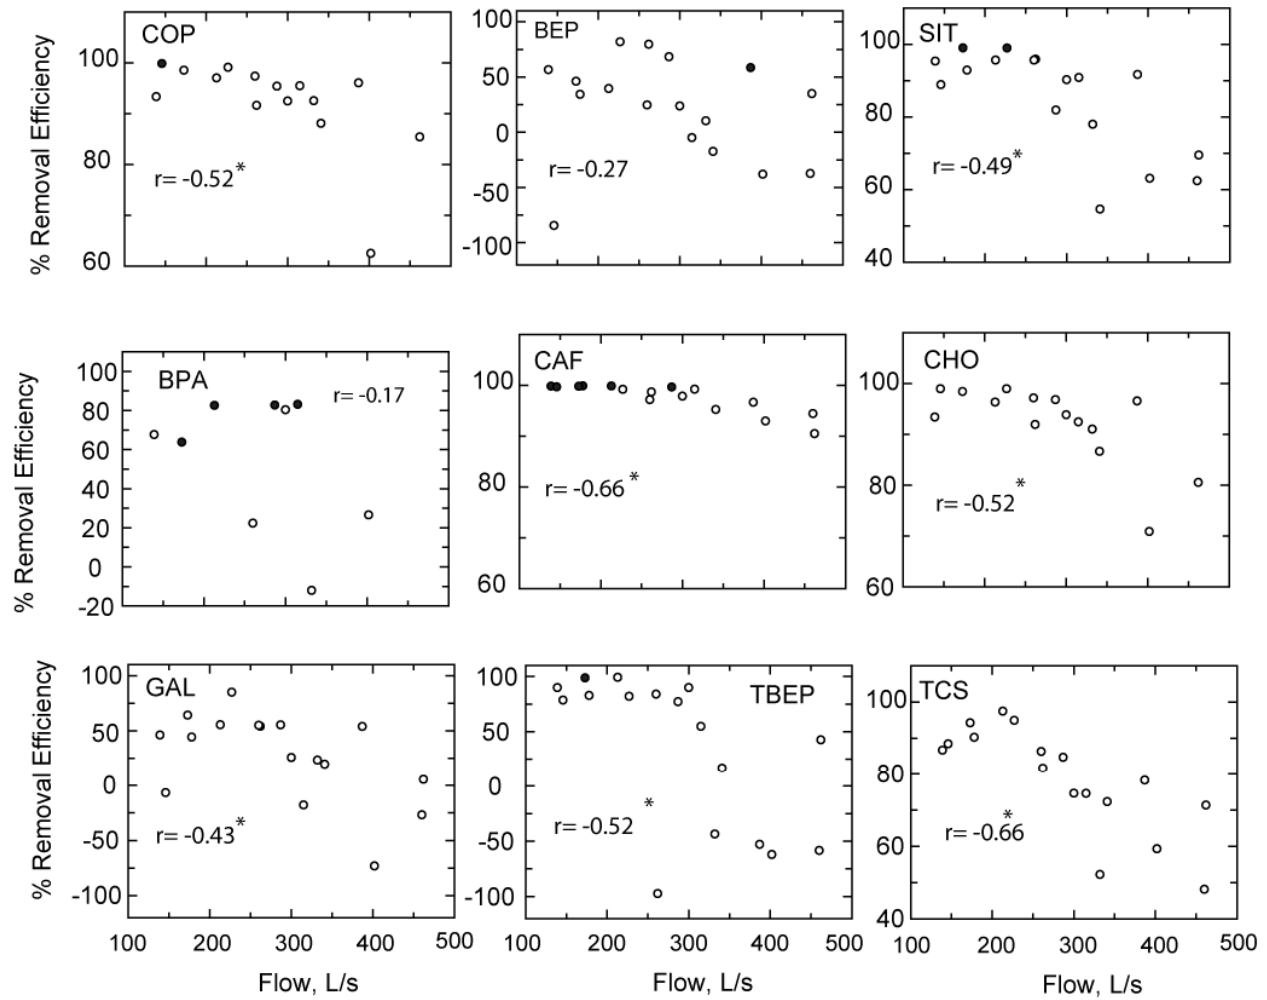 COP
BEP
SIT
% Removal Efficiency
100
80
60
r= -0.52*
100
50
0
-50
-100
r= -0.27
100
80
60
40
r= -0.49*
BPA
CAF
CHO
% Removal Efficiency
100
80
60
40
20
0
-20
r= -0.17
100
80
60
r= -0.66*
100
80
60
r= -0.52*
GAL
TBEP
TCS
% Removal Efficiency
100
50
0
-50
-100
r= -0.43*
100
50
0
-50
-100
r= -0.52*
100
80
60
40
r= -0.66*
100 200 300 400 500
100 200 300 400 500
100 200 300 400 500
Flow, L/s
Flow, L/s
Flow, L/s